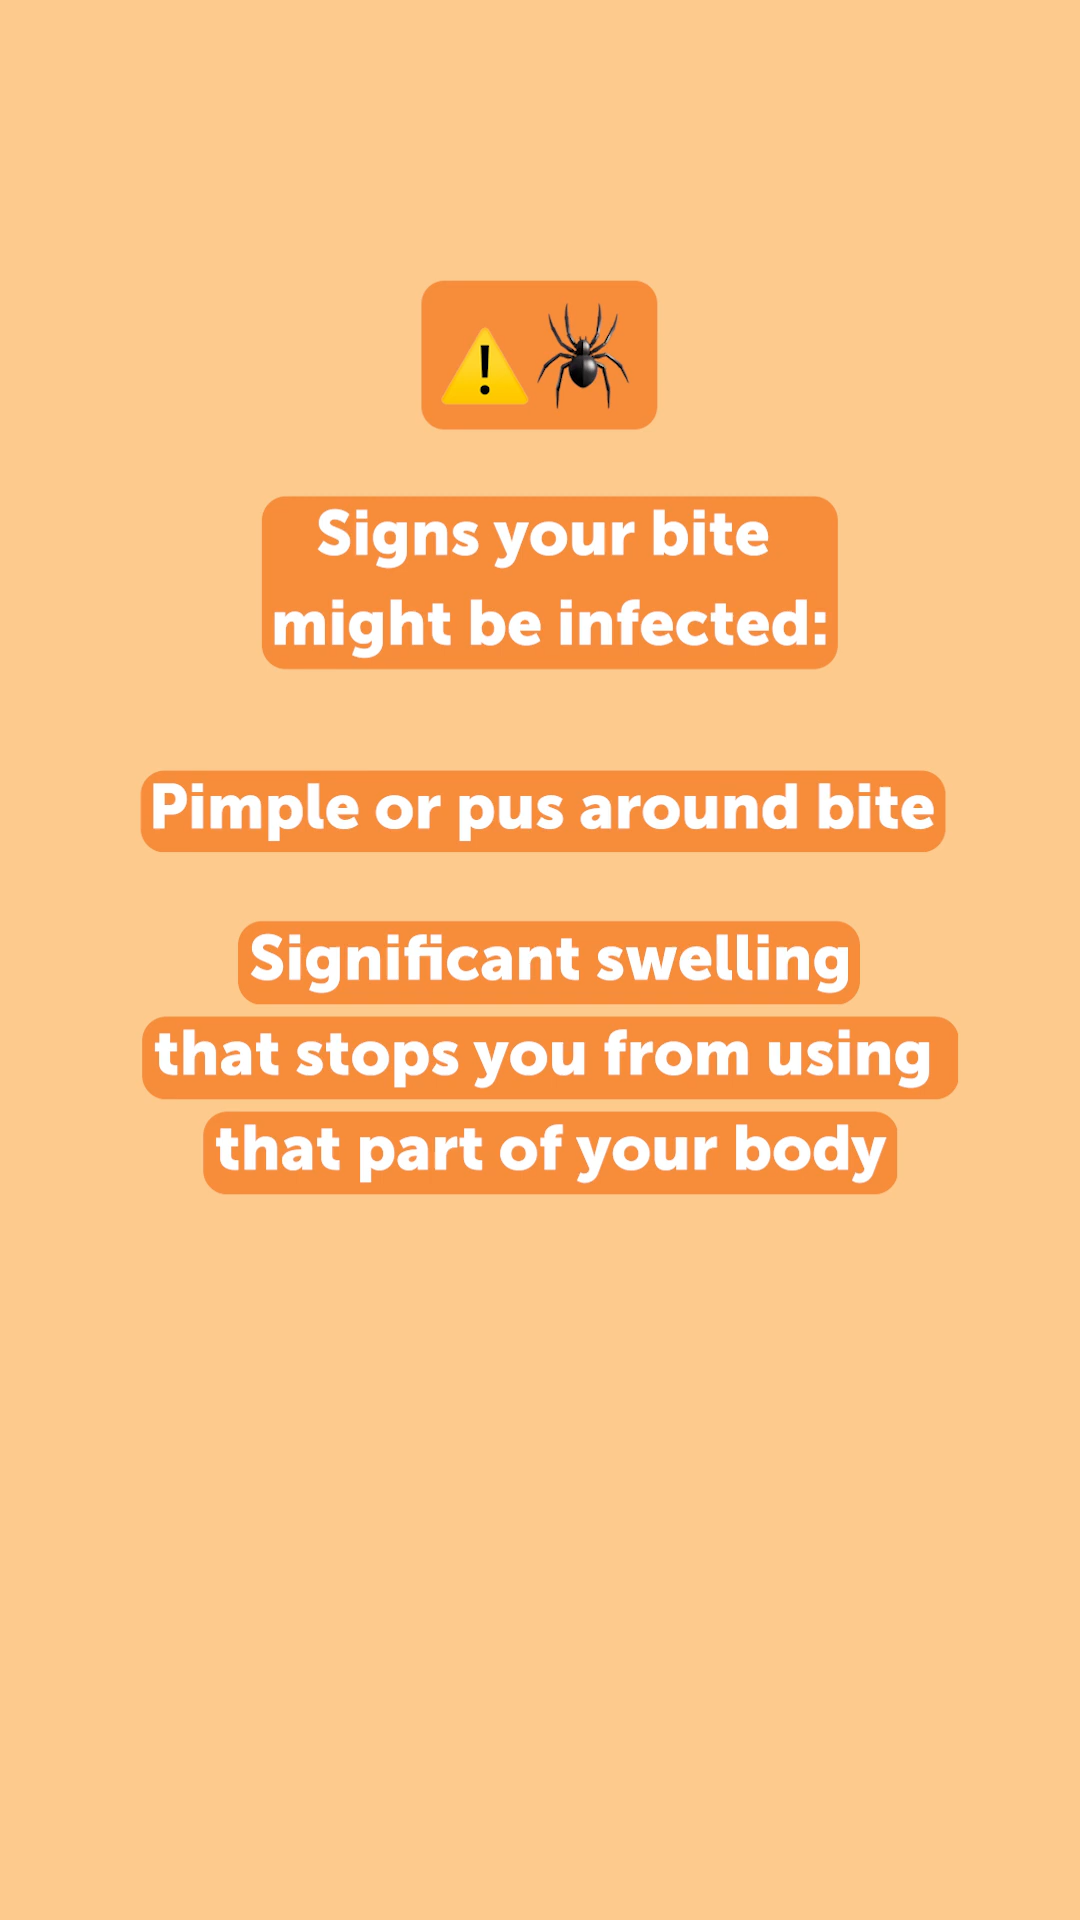 Signs your bite
might be infected:
Pimple or pus around bite
Significant swelling
that stops you from using
that part of your body